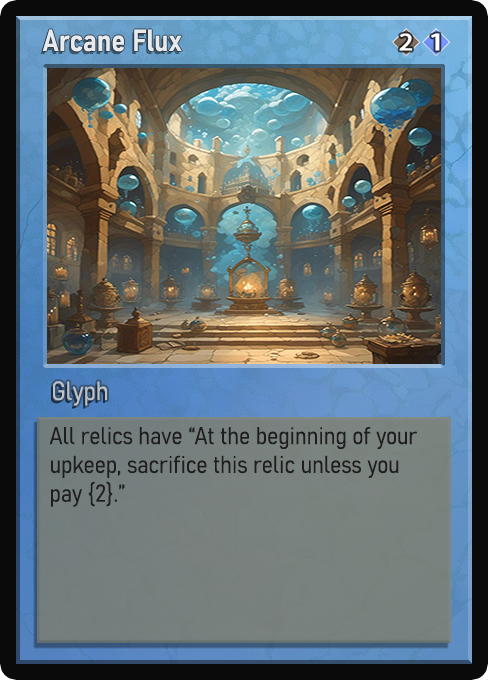 Arcane Flux 2 1
Glyph
All relics have “At the beginning of your
upkeep, sacrifice this relic unless you
pay {2}.”